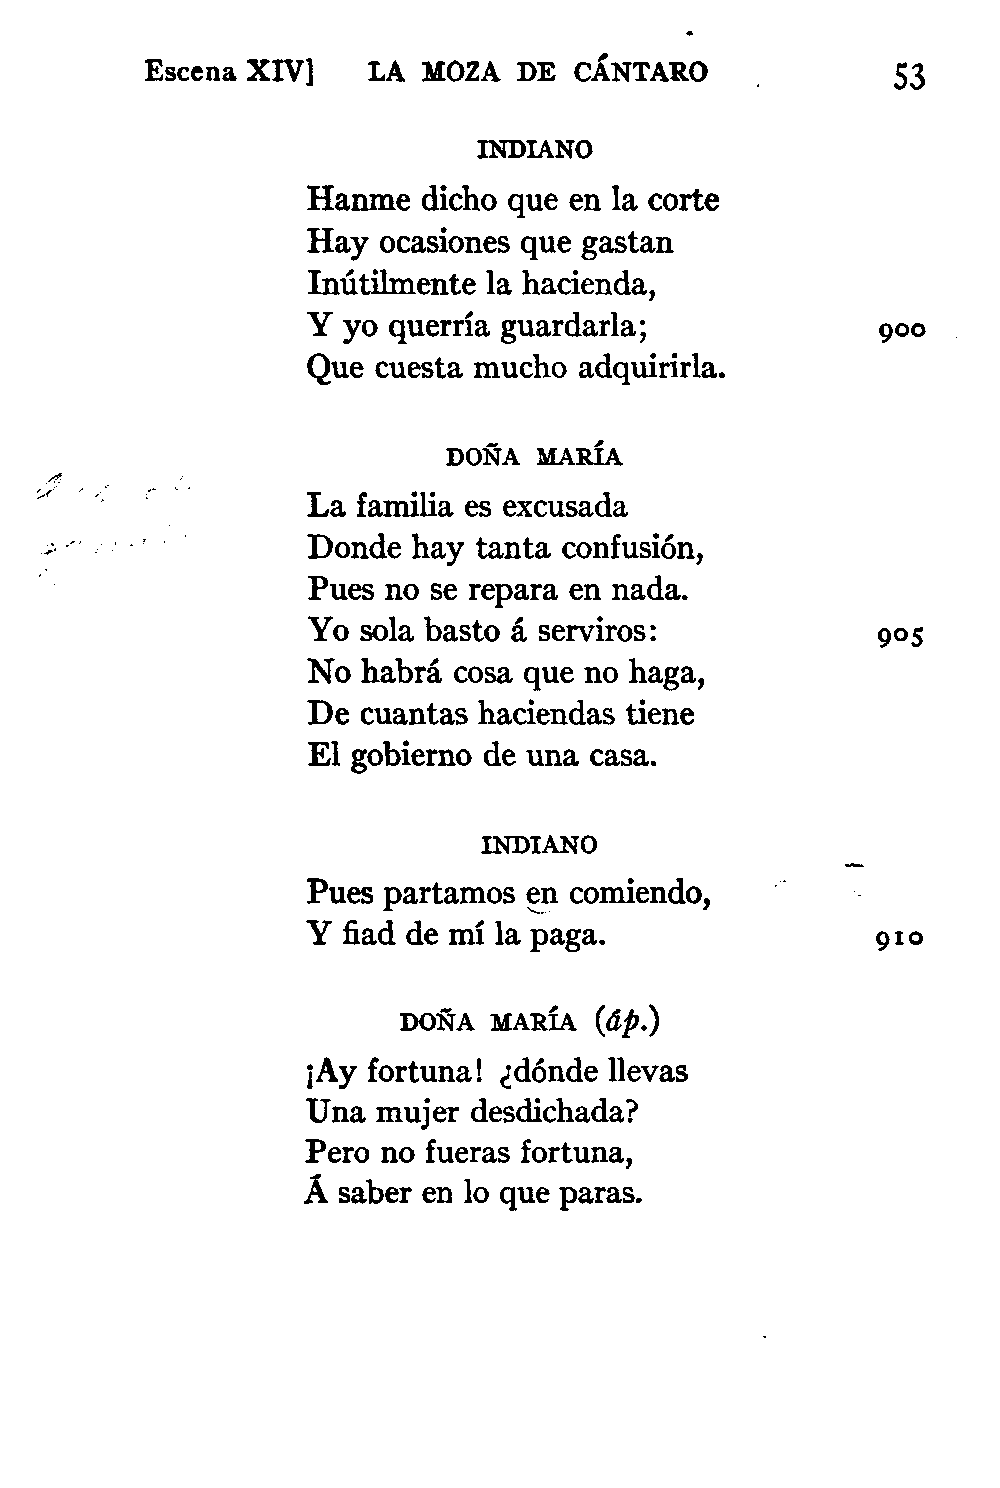 Escena XIV] LA MOZA DE CÁNTARO 53
INDIANO
Hanme dicho que en la corte
Hay ocasiones que gastan
Inútilmente la hacienda,
Y yo querría guardarla; 900
Que cuesta mucho adquirirla.
DOÑA MARÍA
La familia es excusada
Donde hay tanta confusión,
Pues no se repara en nada.
Yo sola basto á serviros: 905
No habrá cosa que no haga,
De cuantas haciendas tiene
El gobierno de una casa.
INDIANO
Pues partamos en comiendo,
Y fiad de mí la paga. 910
DOÑA MARÍA (áp.)
¡Ay fortuna! ¿dónde llevas
Una mujer desdichada?
Pero no fueras fortuna,
Á saber en lo que paras.